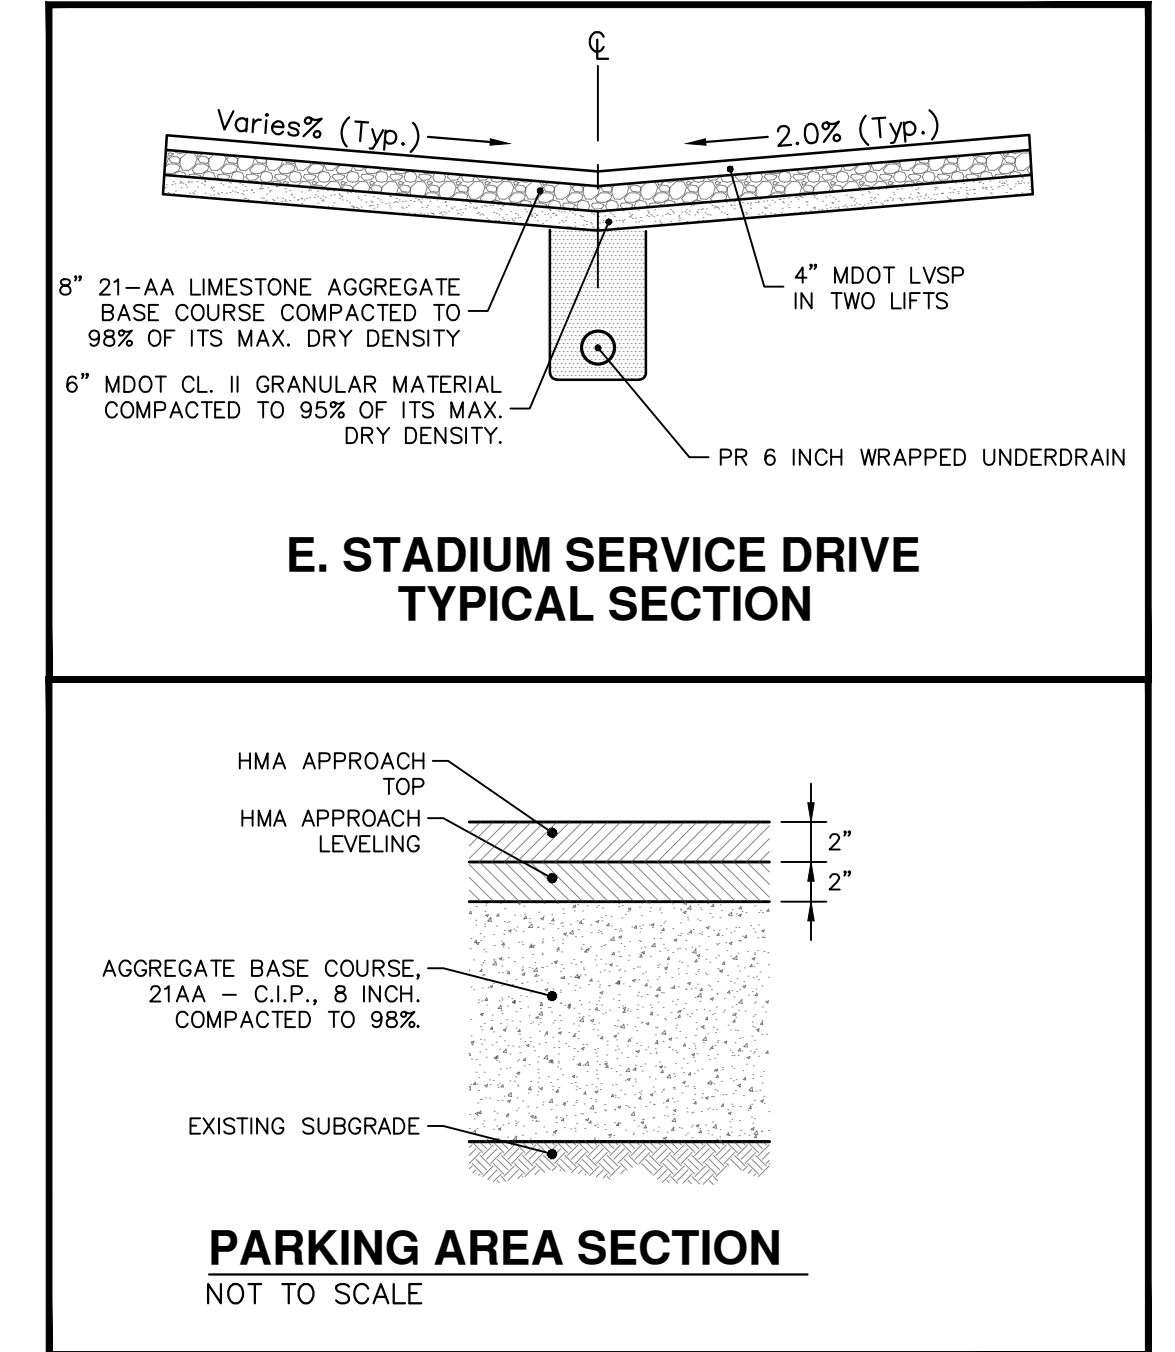 ℄
Varies% (Typ.)
2.0% (Typ.)
8" 21-AA LIMESTONE AGGREGATE
BASE COURSE COMPACTED TO
98% OF ITS MAX. DRY DENSITY
4" MDOT LVSP
IN TWO LIFTS
6" MDOT CL. II GRANULAR MATERIAL
COMPACTED TO 95% OF ITS MAX.
DRY DENSITY.
PR 6 INCH WRAPPED UNDERDRAIN
E. STADIUM SERVICE DRIVE
TYPICAL SECTION
HMA APPROACH
TOP
HMA APPROACH
LEVELING
2"
2"
AGGREGATE BASE COURSE,
21AA - C.I.P., 8 INCH.
COMPACTED TO 98%.
EXISTING SUBGRADE
PARKING AREA SECTION
NOT TO SCALE